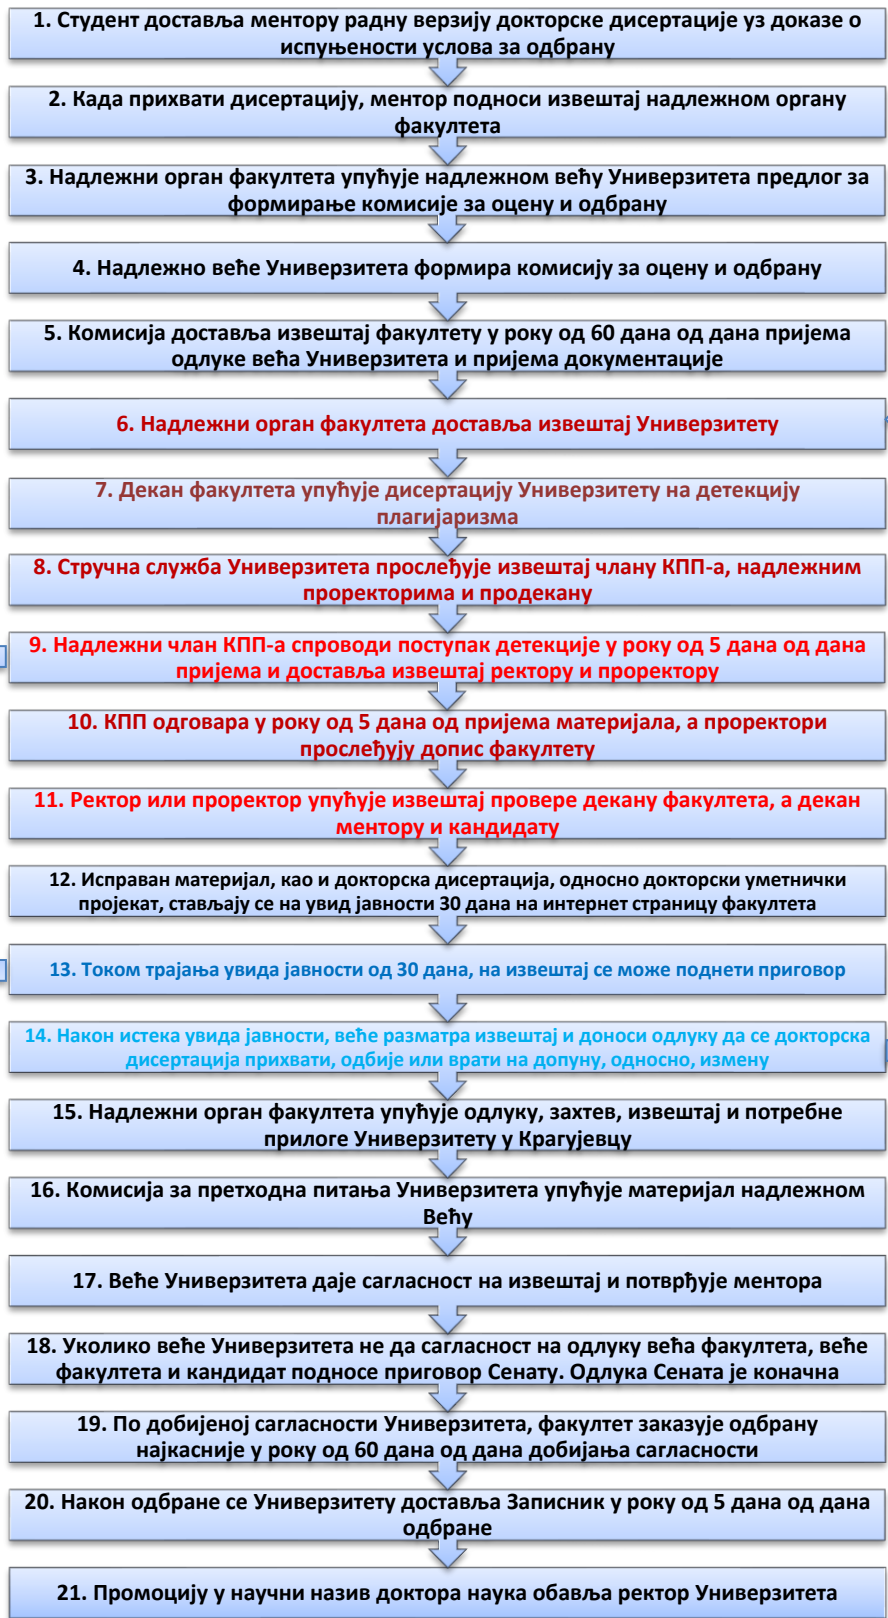 1. Студент доставља ментору радну верзију докторске дисертације уз доказе о
испуњености услова за одбрану
2. Када прихвати дисертацију, ментор подноси извештај надлежном органу
факултета
3. Надлежни орган факултета упућује надлежном већу Универзитета предлог за
формирање комисије за оцену и одбрану
4. Надлежно веће Универзитета формира комисију за оцену и одбрану
5. Комисија доставља извештај факултету у року од 60 дана од дана пријема
одлуке већа Универзитета и пријема документације
6. Надлежни орган факултета доставља извештај Универзитету
7. Декан факултета упућује дисертацију Универзитету на детекцију
плагијаризма
8. Стручна служба Универзитета прослеђује извештај члану КПП-а, надлежним
проректорима и продекану
9. Надлежни члан КПП-а спроводи поступак детекције у року од 5 дана од дана
пријема и доставља извештај ректору и проректору
10. КПП одговара у року од 5 дана од пријема материјала, а проректори
прослеђују допис факултету
11. Ректор или проректор упућује извештај провере декану факултета, а декан
ментору и кандидату
12. Исправан материјал, као и докторска дисертација, односно докторски уметнички
пројекат, стављају се на увид јавности 30 дана на интернет страницу факултета
13. Током трајања увида јавности од 30 дана, на извештај се може поднети приговор
14. Након истека увида јавности, веће разматра извештај и доноси одлуку да се докторска
дисертација прихвати, одбије или врати на допуну, односно, измену
15. Надлежни орган факултета упућује одлуку, захтев, извештај и потребне
прилоге Универзитету у Крагујевцу
16. Комисија за претходна питања Универзитета упућује материјал надлежном
Већу
17. Веће Универзитета даје сагласност на извештај и потврђује ментора
18. Уколико веће Универзитета не да сагласност на одлуку већа факултета, веће
факултета и кандидат подносе приговор Сенату. Одлука Сената је коначна
19. По добијеној сагласности Универзитета, факултет заказује одбрану
најкасније у року од 60 дана од дана добијања сагласности
20. Након одбране се Универзитету доставља Записник у року од 5 дана од дана
одбране
21. Промоцију у научни назив доктора наука обавља ректор Универзитета